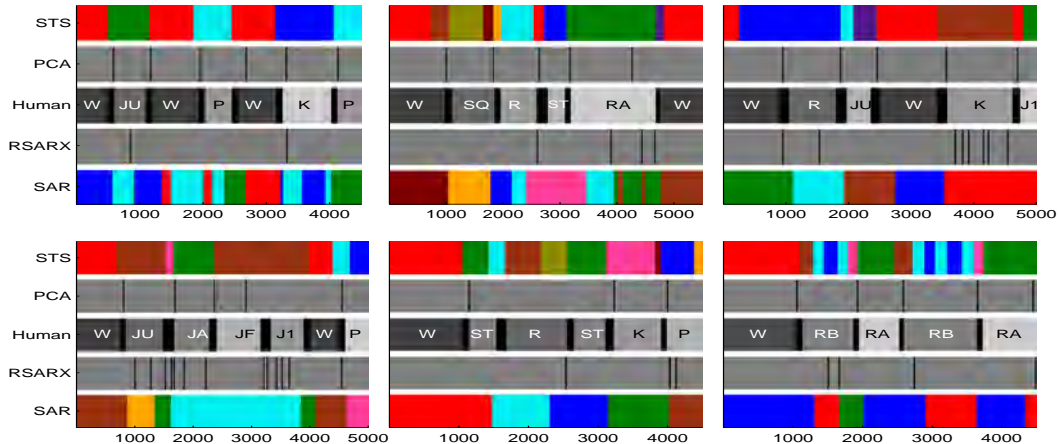 STS
PCA
Human W JU W P W K P
RSARX
SAR
1000 2000 3000 4000
W SQ R ST RA W
1000 2000 3000 4000 5000
W R JU W K J1
1000 2000 3000 4000 5000
STS
PCA
Human W JU JA JF J1 W P
RSARX
SAR
1000 2000 3000 4000 5000
W ST R ST K P
1000 2000 3000 4000
W RB RA RB RA
1000 2000 3000 4000